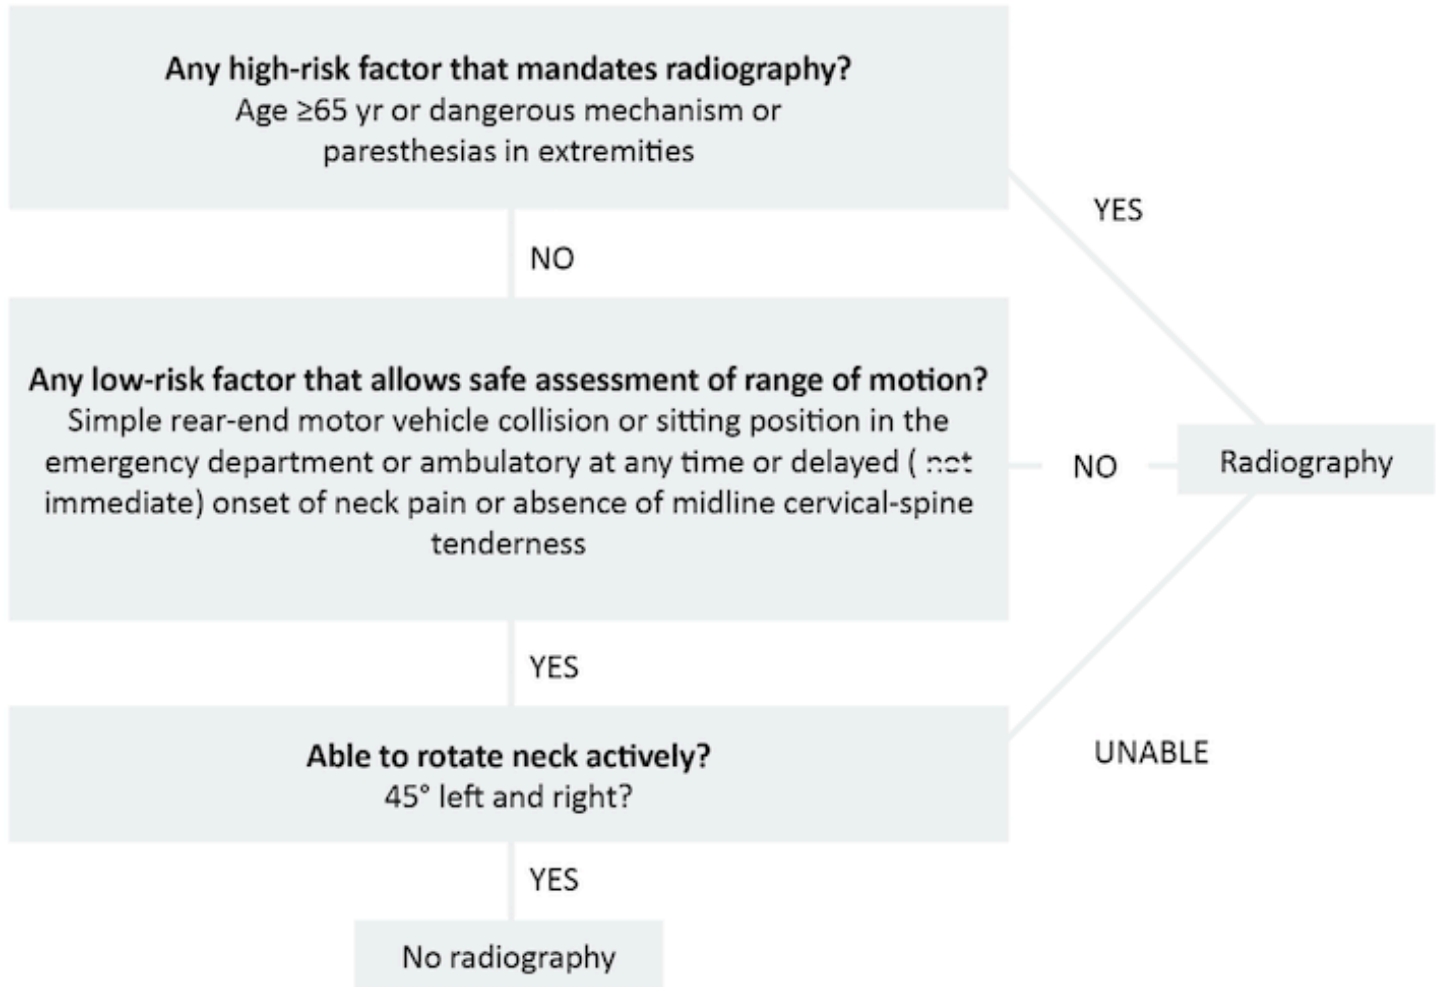 Any high-risk factor that mandates radiography?
Age ≥65 yr or dangerous mechanism or
paresthesias in extremities
YES
NO
Any low-risk factor that allows safe assessment of range of motion?
Simple rear-end motor vehicle collision or sitting position in the
emergency department or ambulatory at any time or delayed ( not
immediate) onset of neck pain or absence of midline cervical-spine
tenderness
NO
Radiography
YES
Able to rotate neck actively?
45° left and right?
UNABLE
YES
No radiography